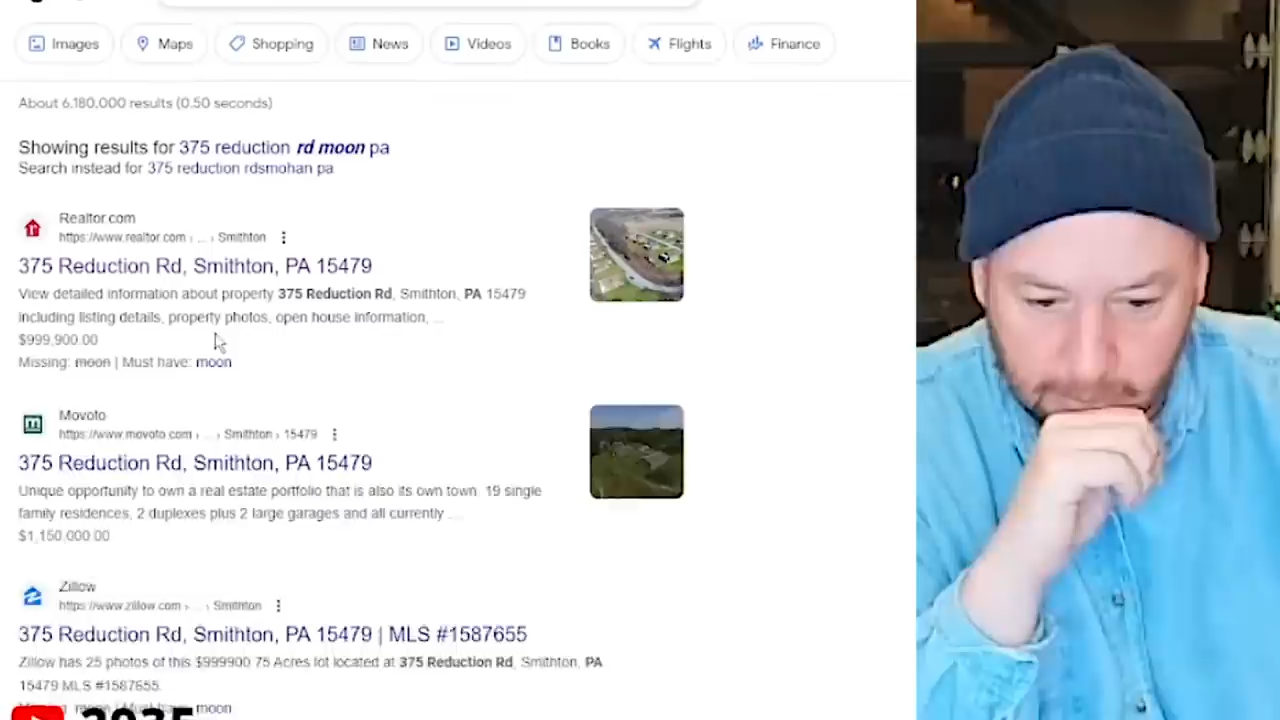 Images
Maps
Shopping
News
Videos
Books
Flights
Finance
About 6,180,000 results (0.50 seconds)
Showing results for 375 reduction rd moon pa
Search instead for 375 reduction rdsmohan pa
Realtor.com
https://www.realtor.com › ... › Smithton
375 Reduction Rd, Smithton, PA 15479
View detailed information about property 375 Reduction Rd, Smithton, PA 15479
including listing details, property photos, open house information, ...
$999,900.00
Missing: moon | Must have: moon
Movoto
https://www.movoto.com › ... › Smithton › 15479
375 Reduction Rd, Smithton, PA 15479
Unique opportunity to own a real estate portfolio that is also its own town. 19 single
family residences, 2 duplexes plus 2 large garages and all currently ...
$1,150,000.00
Zillow
https://www.zillow.com › ... › Smithton
375 Reduction Rd, Smithton, PA 15479 | MLS #1587655
Zillow has 25 photos of this $999900 75 Acres lot located at 375 Reduction Rd, Smithton, PA
15479 MLS #1587655.
moon